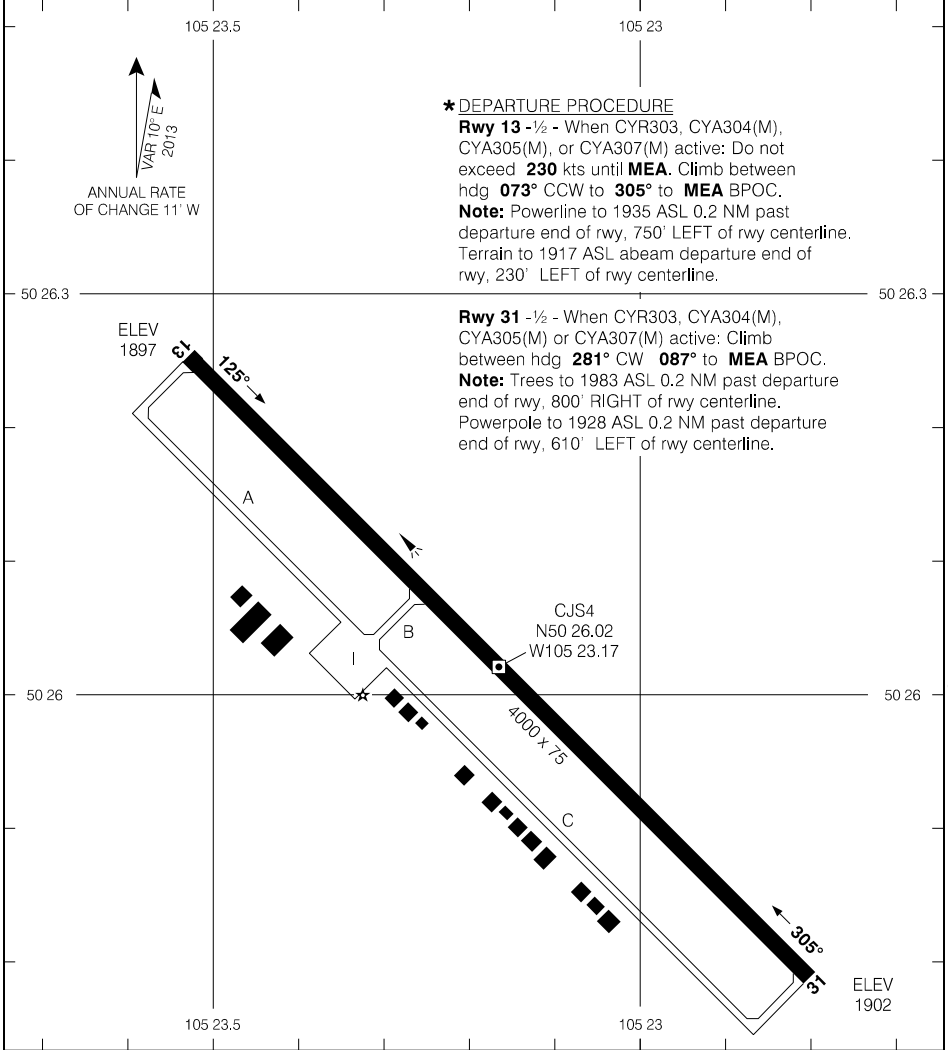 105 23.5
105 23
VAR 10° E
2013
ANNUAL RATE
OF CHANGE 11' W
* DEPARTURE PROCEDURE
Rwy 13 -½ - When CYR303, CYA304(M),
CYA305(M), or CYA307(M) active: Do not
exceed 230 kts until MEA. Climb between
hdg 073° CCW to 305° to MEA BPOC.
Note: Powerline to 1935 ASL 0.2 NM past
departure end of rwy, 750' LEFT of rwy centerline.
Terrain to 1917 ASL abeam departure end of
rwy, 230' LEFT of rwy centerline.
50 26.3
50 26.3
Rwy 31 -½ - When CYR303, CYA304(M),
CYA305(M) or CYA307(M) active: Climb
between hdg 281° CW 087° to MEA BPOC.
Note: Trees to 1983 ASL 0.2 NM past departure
end of rwy, 800' RIGHT of rwy centerline.
Powerpole to 1928 ASL 0.2 NM past departure
end of rwy, 610' LEFT of rwy centerline.
ELEV
1897
13
125°
A
B
CJS4
N50 26.02
W105 23.17
I
50 26
50 26
4000 x 75
C
305°
31
ELEV
1902
105 23.5
105 23